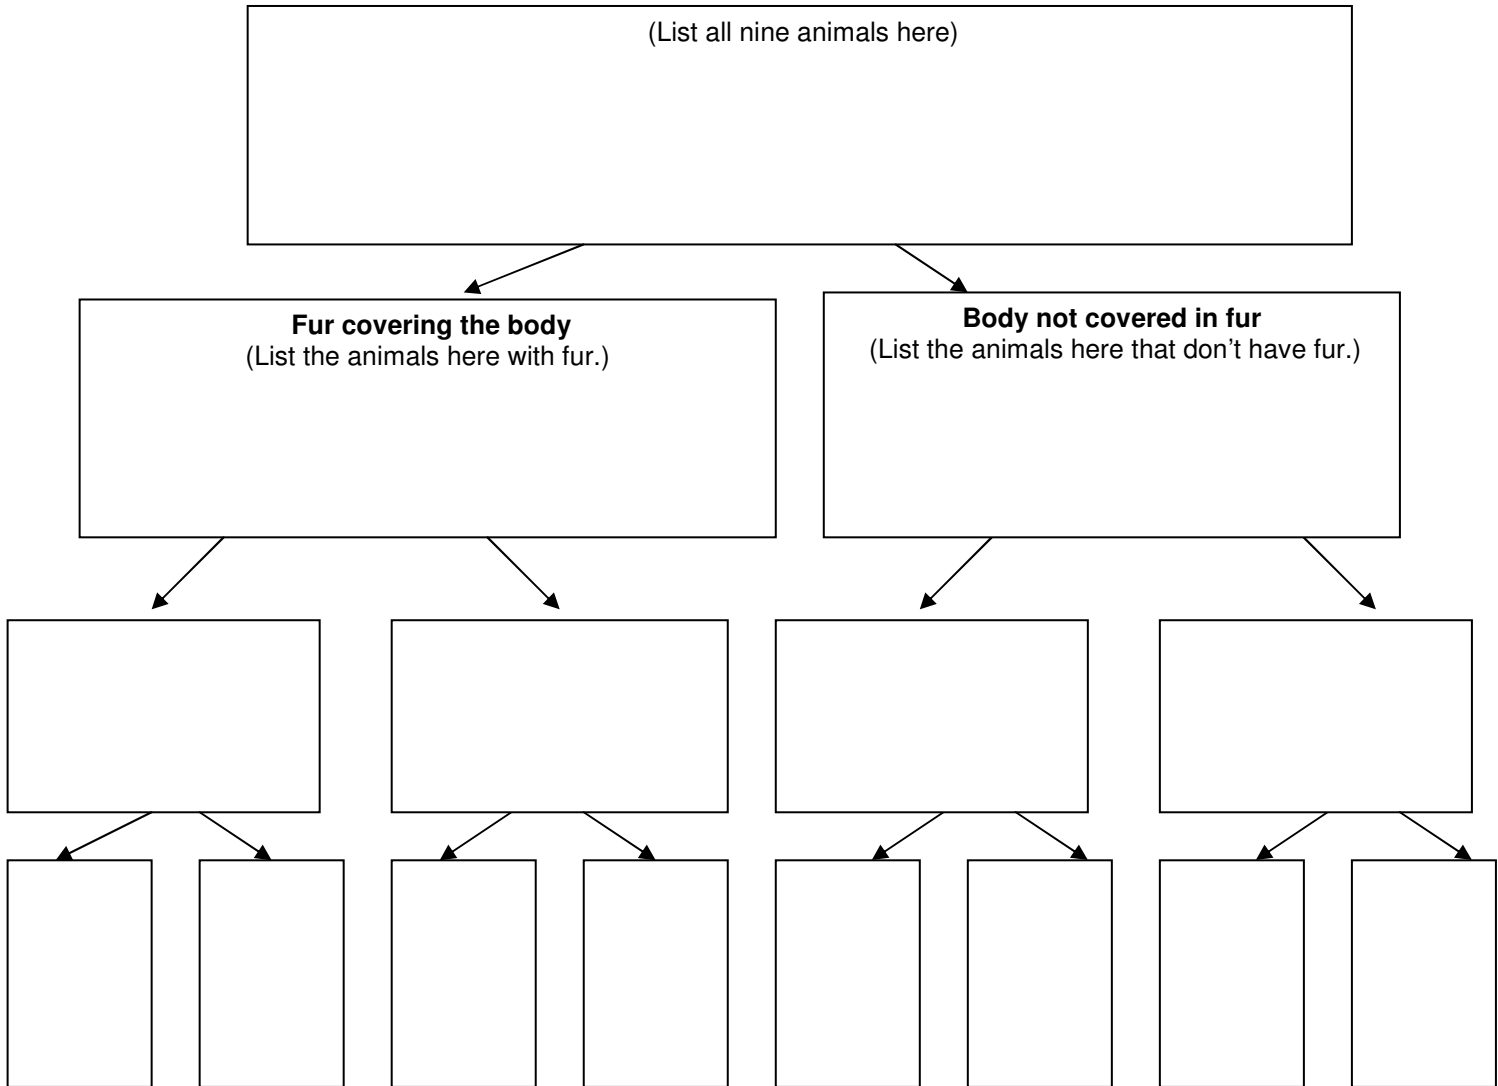 (List all nine animals here)
Fur covering the body
(List the animals here with fur.)
Body not covered in fur
(List the animals here that don’t have fur.)